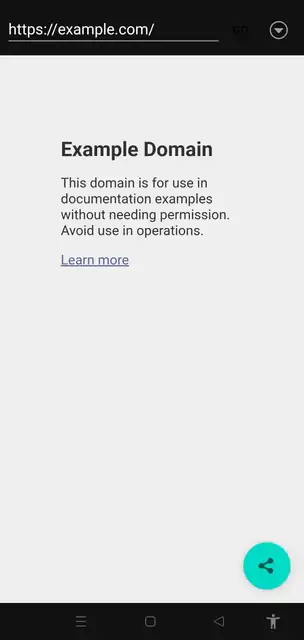 https://example.com/
Example Domain
This domain is for use in
documentation examples
without needing permission.
Avoid use in operations.
Learn more